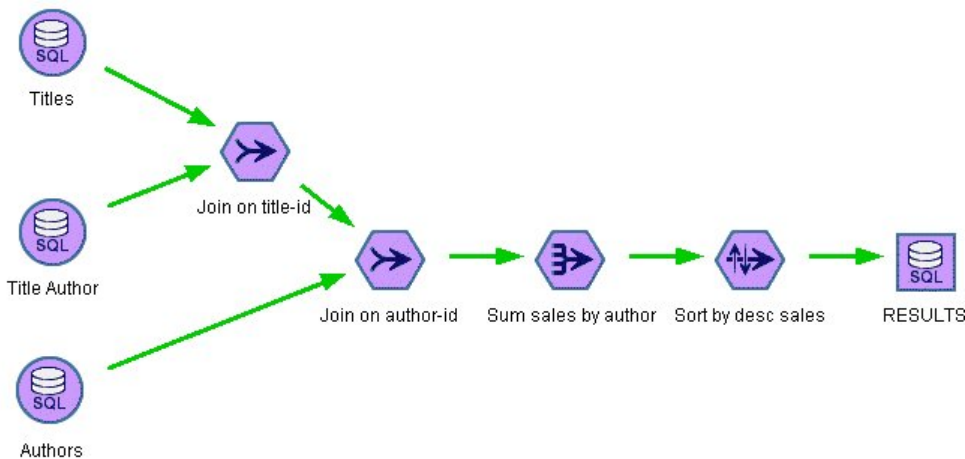 SQL
Titles
Join on title-id
SQL
Title Author
SQL
Join on author-id
Sum sales by author
Sort by desc sales
RESULTS
SQL
Authors